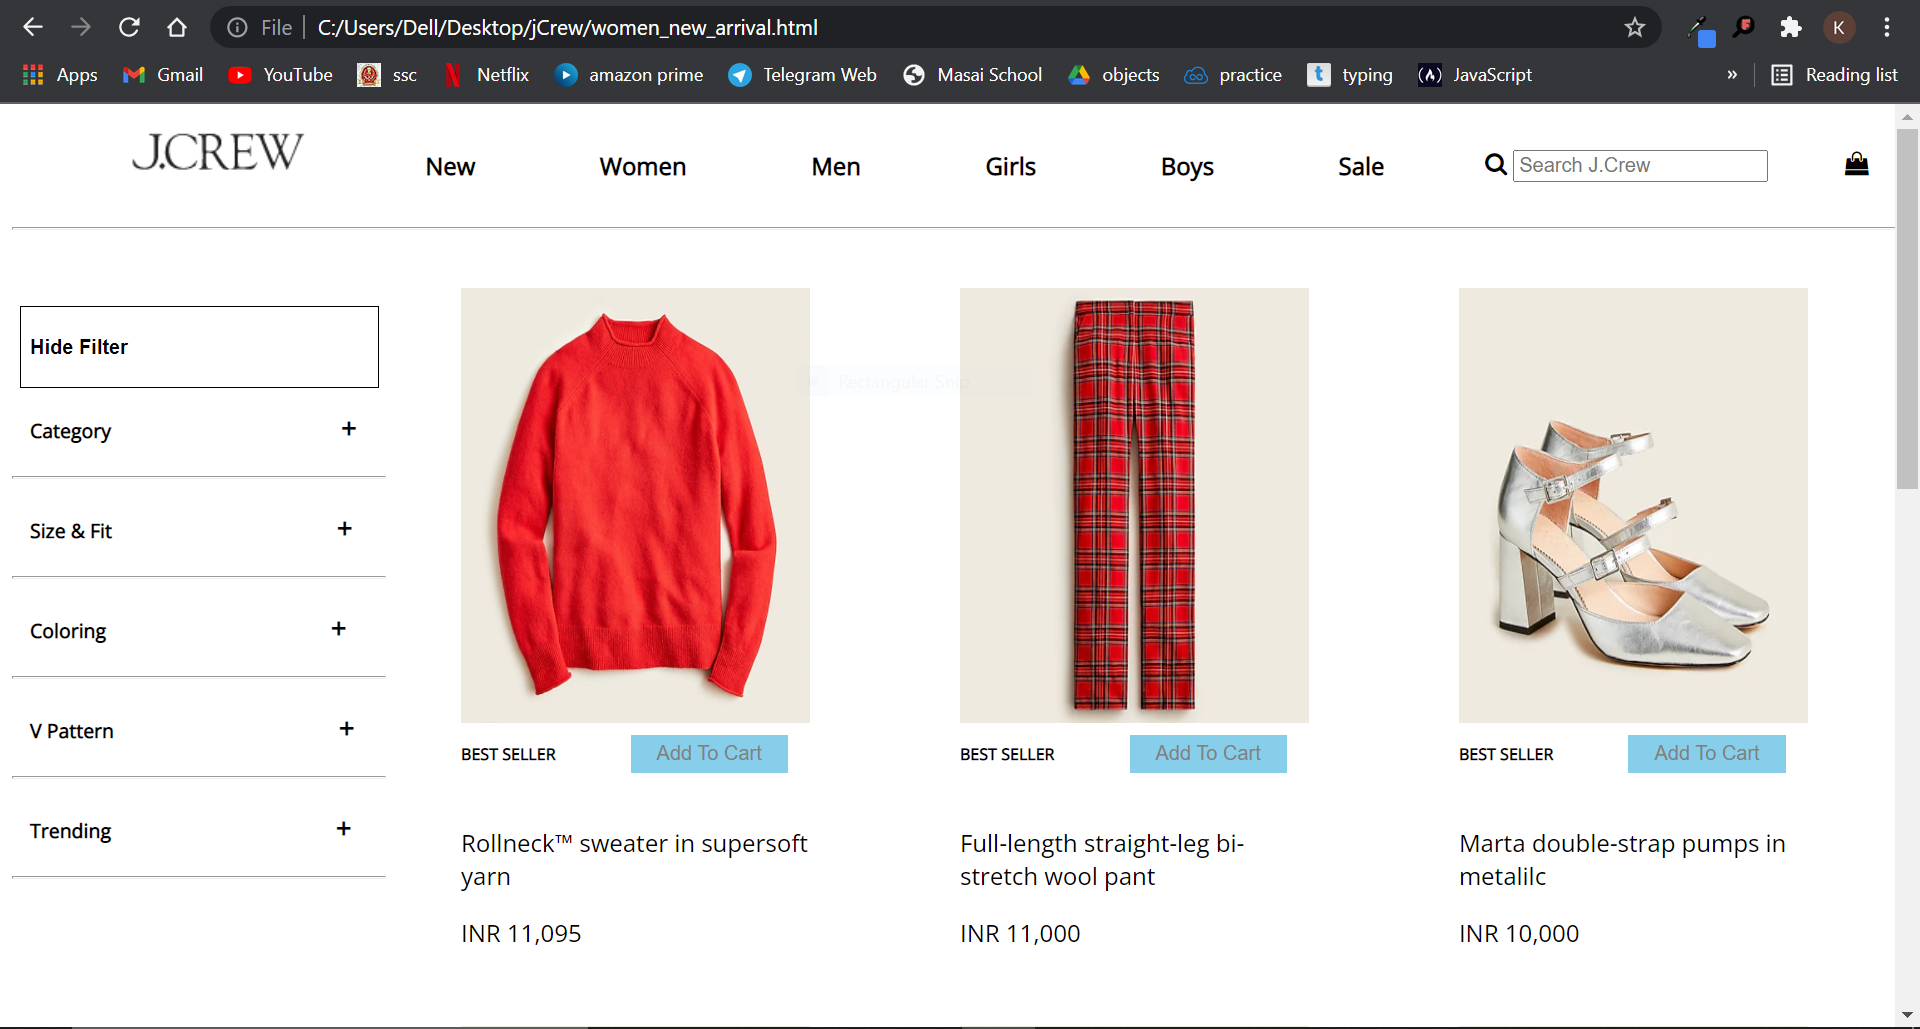 File C:/Users/Dell/Desktop/jCrew/women_new_arrival.html
K
Apps Gmail YouTube ssc Netflix amazon prime Telegram Web Masai School objects practice t typing JavaScript » Reading list
J.CREW New Women Men Girls Boys Sale Search J.Crew
Hide Filter
Category +
Size & Fit +
Coloring +
V Pattern +
Trending +
Rectangular Snip
BEST SELLER Add To Cart
Rollneck™ sweater in supersoft
yarn
INR 11,095
BEST SELLER Add To Cart
Full-length straight-leg bi-
stretch wool pant
INR 11,000
BEST SELLER Add To Cart
Marta double-strap pumps in
metalilc
INR 10,000